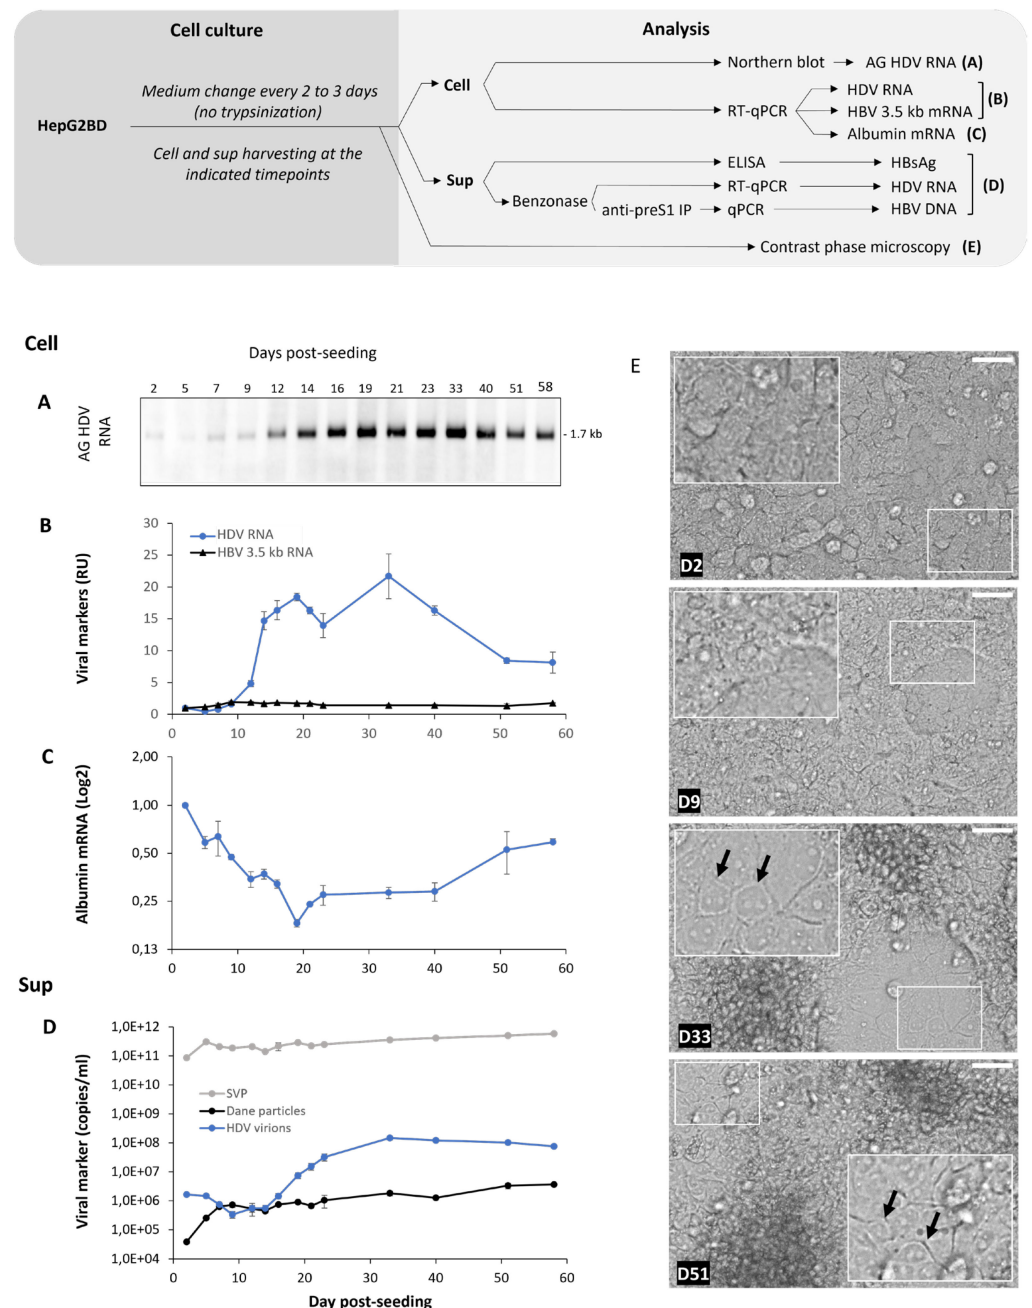 Cell culture
Analysis
HepG2BD
Medium change every 2 to 3 days
(no trypsinization)
Cell and sup harvesting at the
indicated timepoints
Cell
Northern blot
AG HDV RNA (A)
RT-qPCR
HDV RNA
HBV 3.5 kb mRNA
(B)
Albumin mRNA (C)
Sup
ELISA
HBsAg
Benzonase
RT-qPCR
HDV RNA
(D)
anti-preS1 IP
qPCR
HBV DNA
Contrast phase microscopy (E)
Cell
Days post-seeding
A
2 5 7 9 12 14 16 19 21 23 33 40 51 58
AG HDV
RNA
- 1.7 kb
B
Viral markers (RU)
30
25
20
15
10
5
0
HDV RNA
HBV 3.5 kb RNA
0 10 20 30 40 50 60
C
Albumin mRNA (Log2)
2,00
1,00
0,50
0,25
0,13
0 10 20 30 40 50 60
Sup
D
Viral marker (copies/ml)
1,0E+12
1,0E+11
1,0E+10
1,0E+09
1,0E+08
1,0E+07
1,0E+06
1,0E+05
1,0E+04
SVP
Dane particles
HDV virions
0 10 20 30 40 50 60
Day post-seeding
E
D2
D9
D33
D51